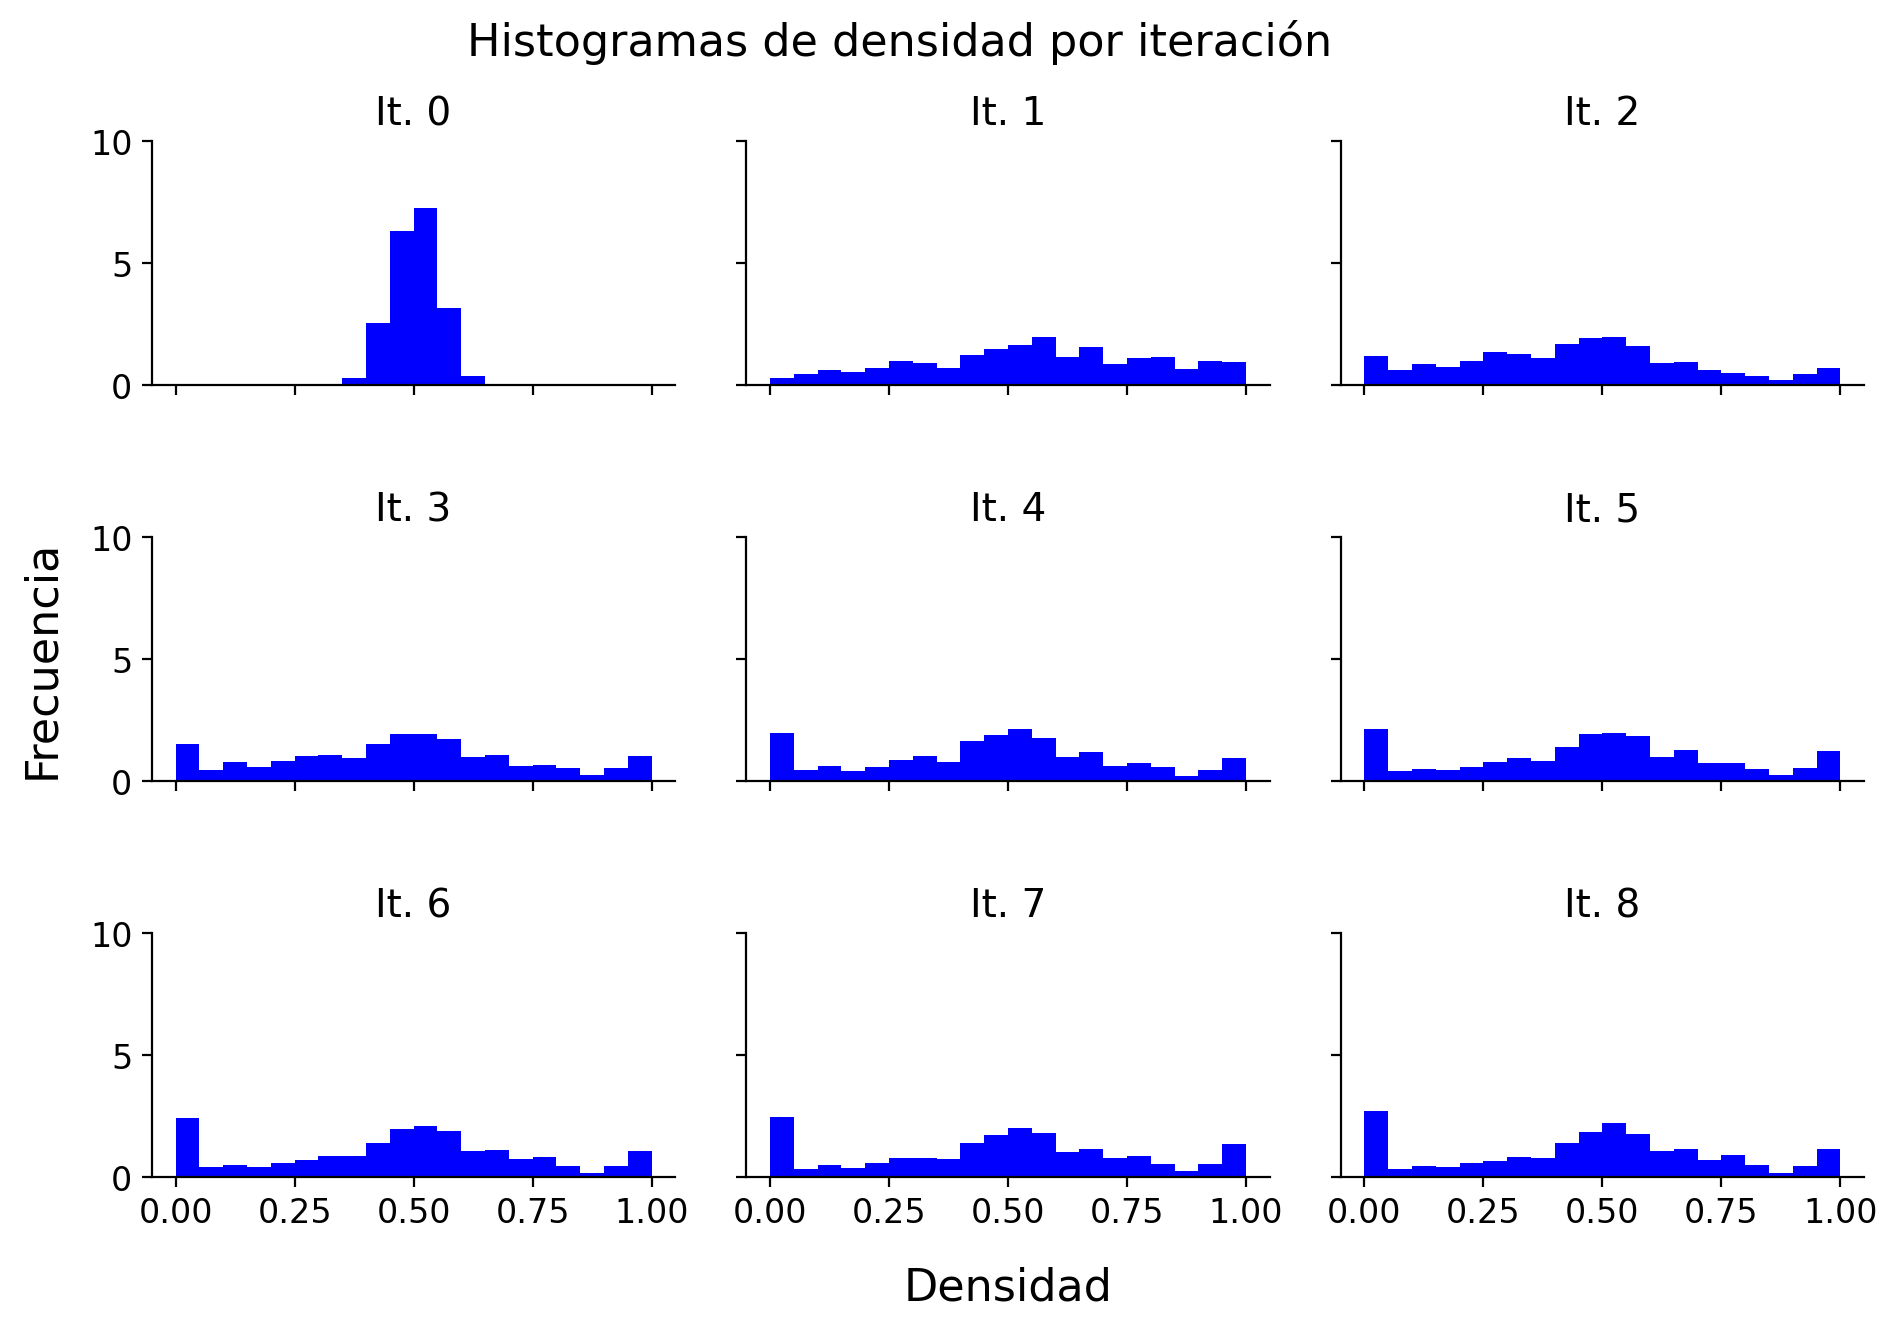 Histogramas de densidad por iteración
It. 0
It. 1
It. 2
10
5
0
It. 3
It. 4
It. 5
10
5
0
Frecuencia
It. 6
It. 7
It. 8
10
5
0
0.00 0.25 0.50 0.75 1.00
0.00 0.25 0.50 0.75 1.00
0.00 0.25 0.50 0.75 1.00
Densidad